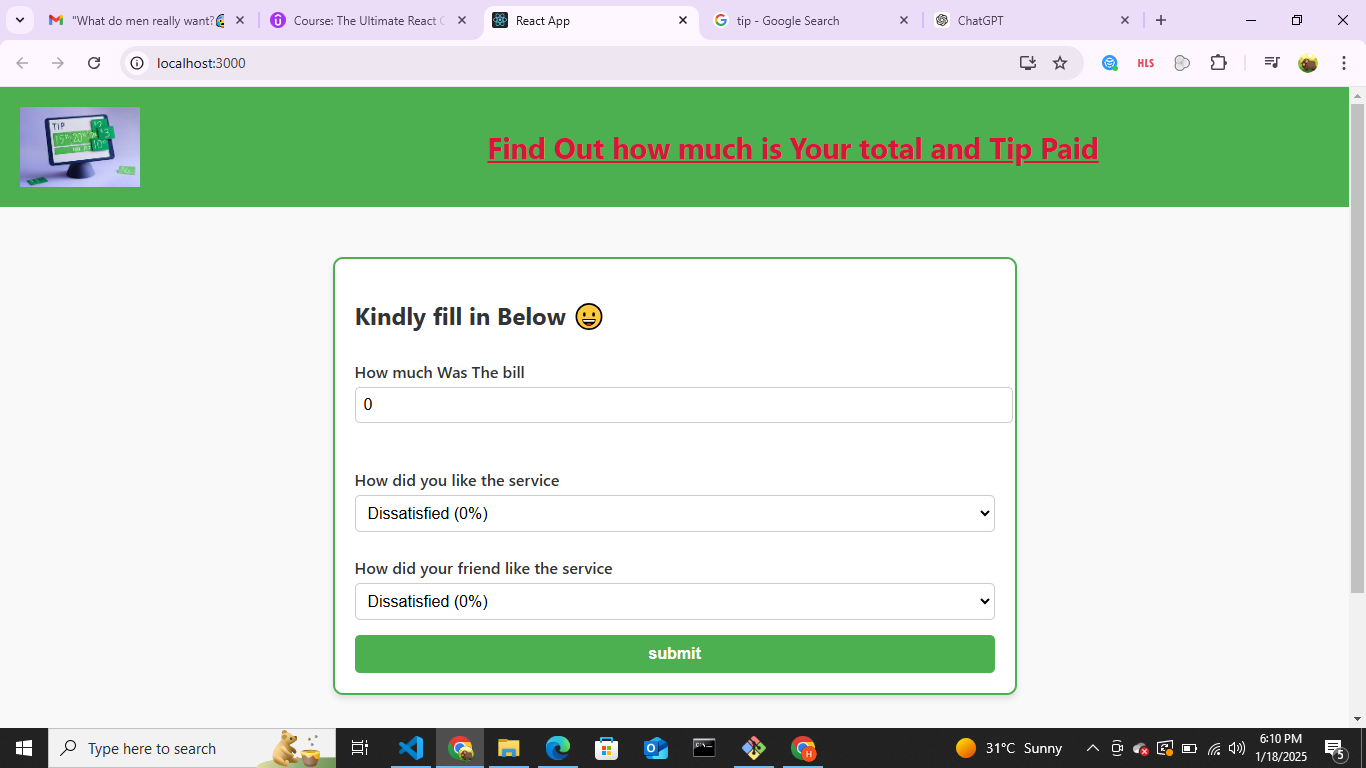 "What do men really want?
Course: The Ultimate React C
React App
tip - Google Search
ChatGPT
localhost:3000
HLS
TIP
Find Out how much is Your total and Tip Paid
Kindly fill in Below 😀
How much Was The bill
0
How did you like the service
Dissatisfied (0%)
How did your friend like the service
Dissatisfied (0%)
submit
Type here to search
H
31°C Sunny
6:10 PM
1/18/2025
5